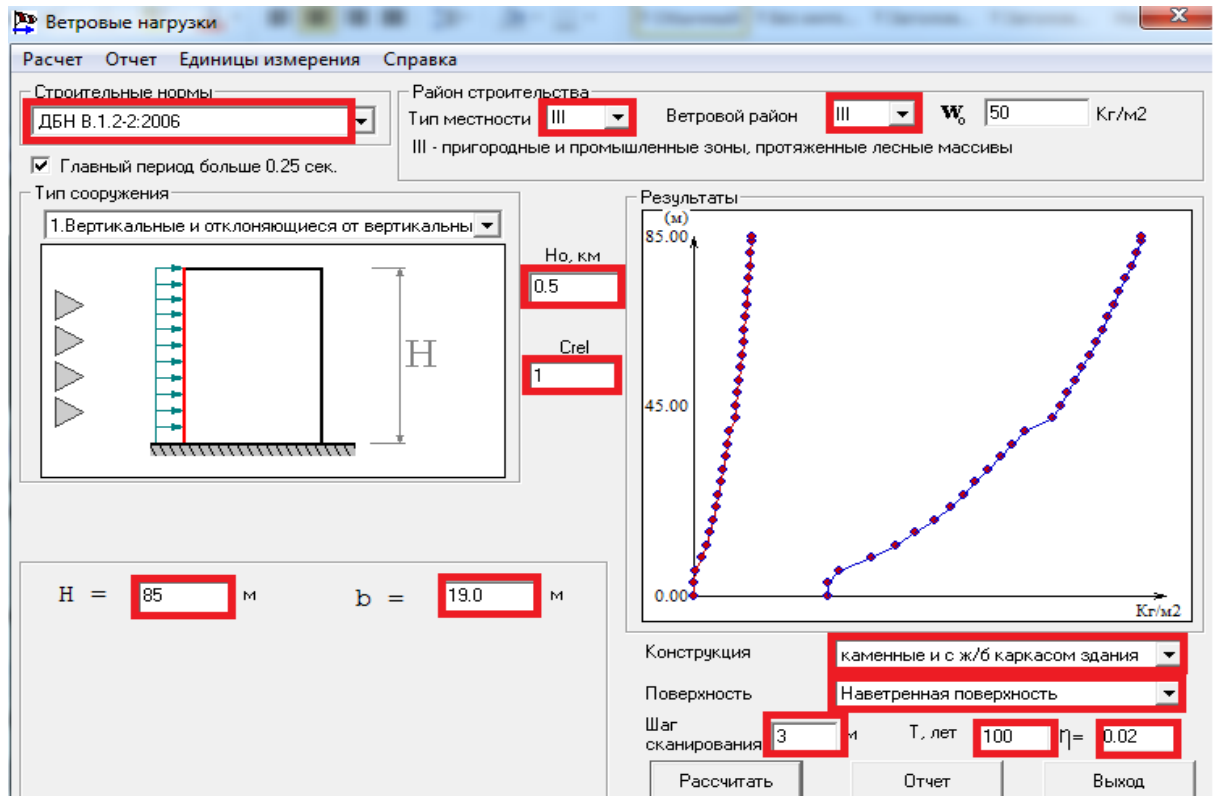 Ветровые нагрузки
X
Расчет Отчет Единицы измерения Справка
Строительные нормы
ДБН В.1.2-2:2006
Главный период больше 0.25 сек.
Район строительства
Тип местности III Ветровой район III Wo 50 Кг/м2
III - пригородные и промышленные зоны, протяженные лесные массивы
Тип сооружения
1.Вертикальные и отклоняющиеся от вертикальны
H
Ho, км
0.5
Crel
1
Результаты
(м)
85.00
45.00
0.00
Кг/м2
H = 85 м b = 19.0 м
Конструкция каменные и с ж/б каркасом здания
Поверхность Наветренная поверхность
Шаг
сканирования 3 м T, лет 100 η= 0.02
Рассчитать Отчет Выход